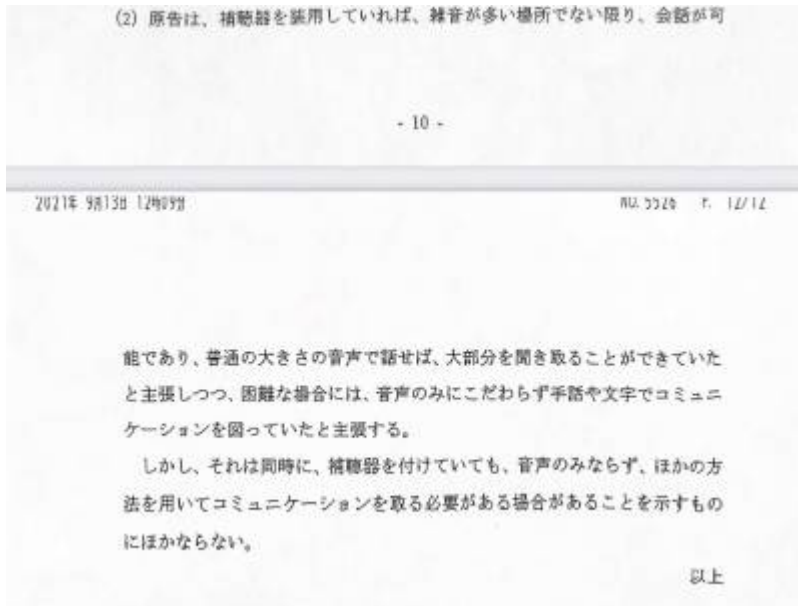 (2) 原告は、補聴器を装用していれば、雑音が多い場所でない限り、会話が可
- 10 -
2021年 9月13日 12時09分
NO. 5526 P. 12/12
能であり、普通の大きさの音声で話せば、大部分を聞き取ることができていた
と主張しつつ、困難な場合には、音声のみにこだわらず手話や文字でコミュニ
ケーションを図っていたと主張する。
しかし、それは同時に、補聴器を付けていても、音声のみならず、ほかの方
法を用いてコミュニケーションを取る必要がある場合があることを示すもの
にほかならない。
以上